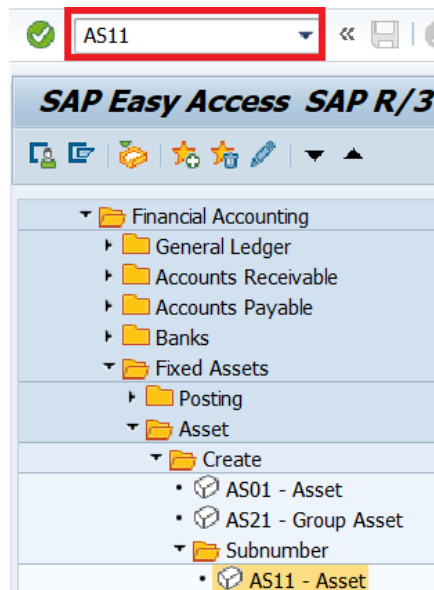 AS11
SAP Easy Access SAP R/3
Financial Accounting
General Ledger
Accounts Receivable
Accounts Payable
Banks
Fixed Assets
Posting
Asset
Create
AS01 - Asset
AS21 - Group Asset
Subnumber
AS11 - Asset